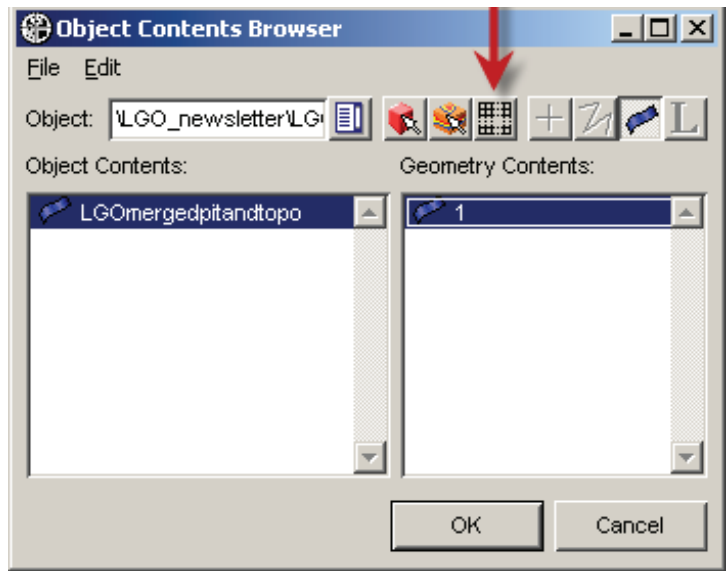 Object Contents Browser
File Edit
Object: \LGO_newsletter\LG
L
Object Contents: Geometry Contents:
LGOmergedpitandtopo 1
OK Cancel